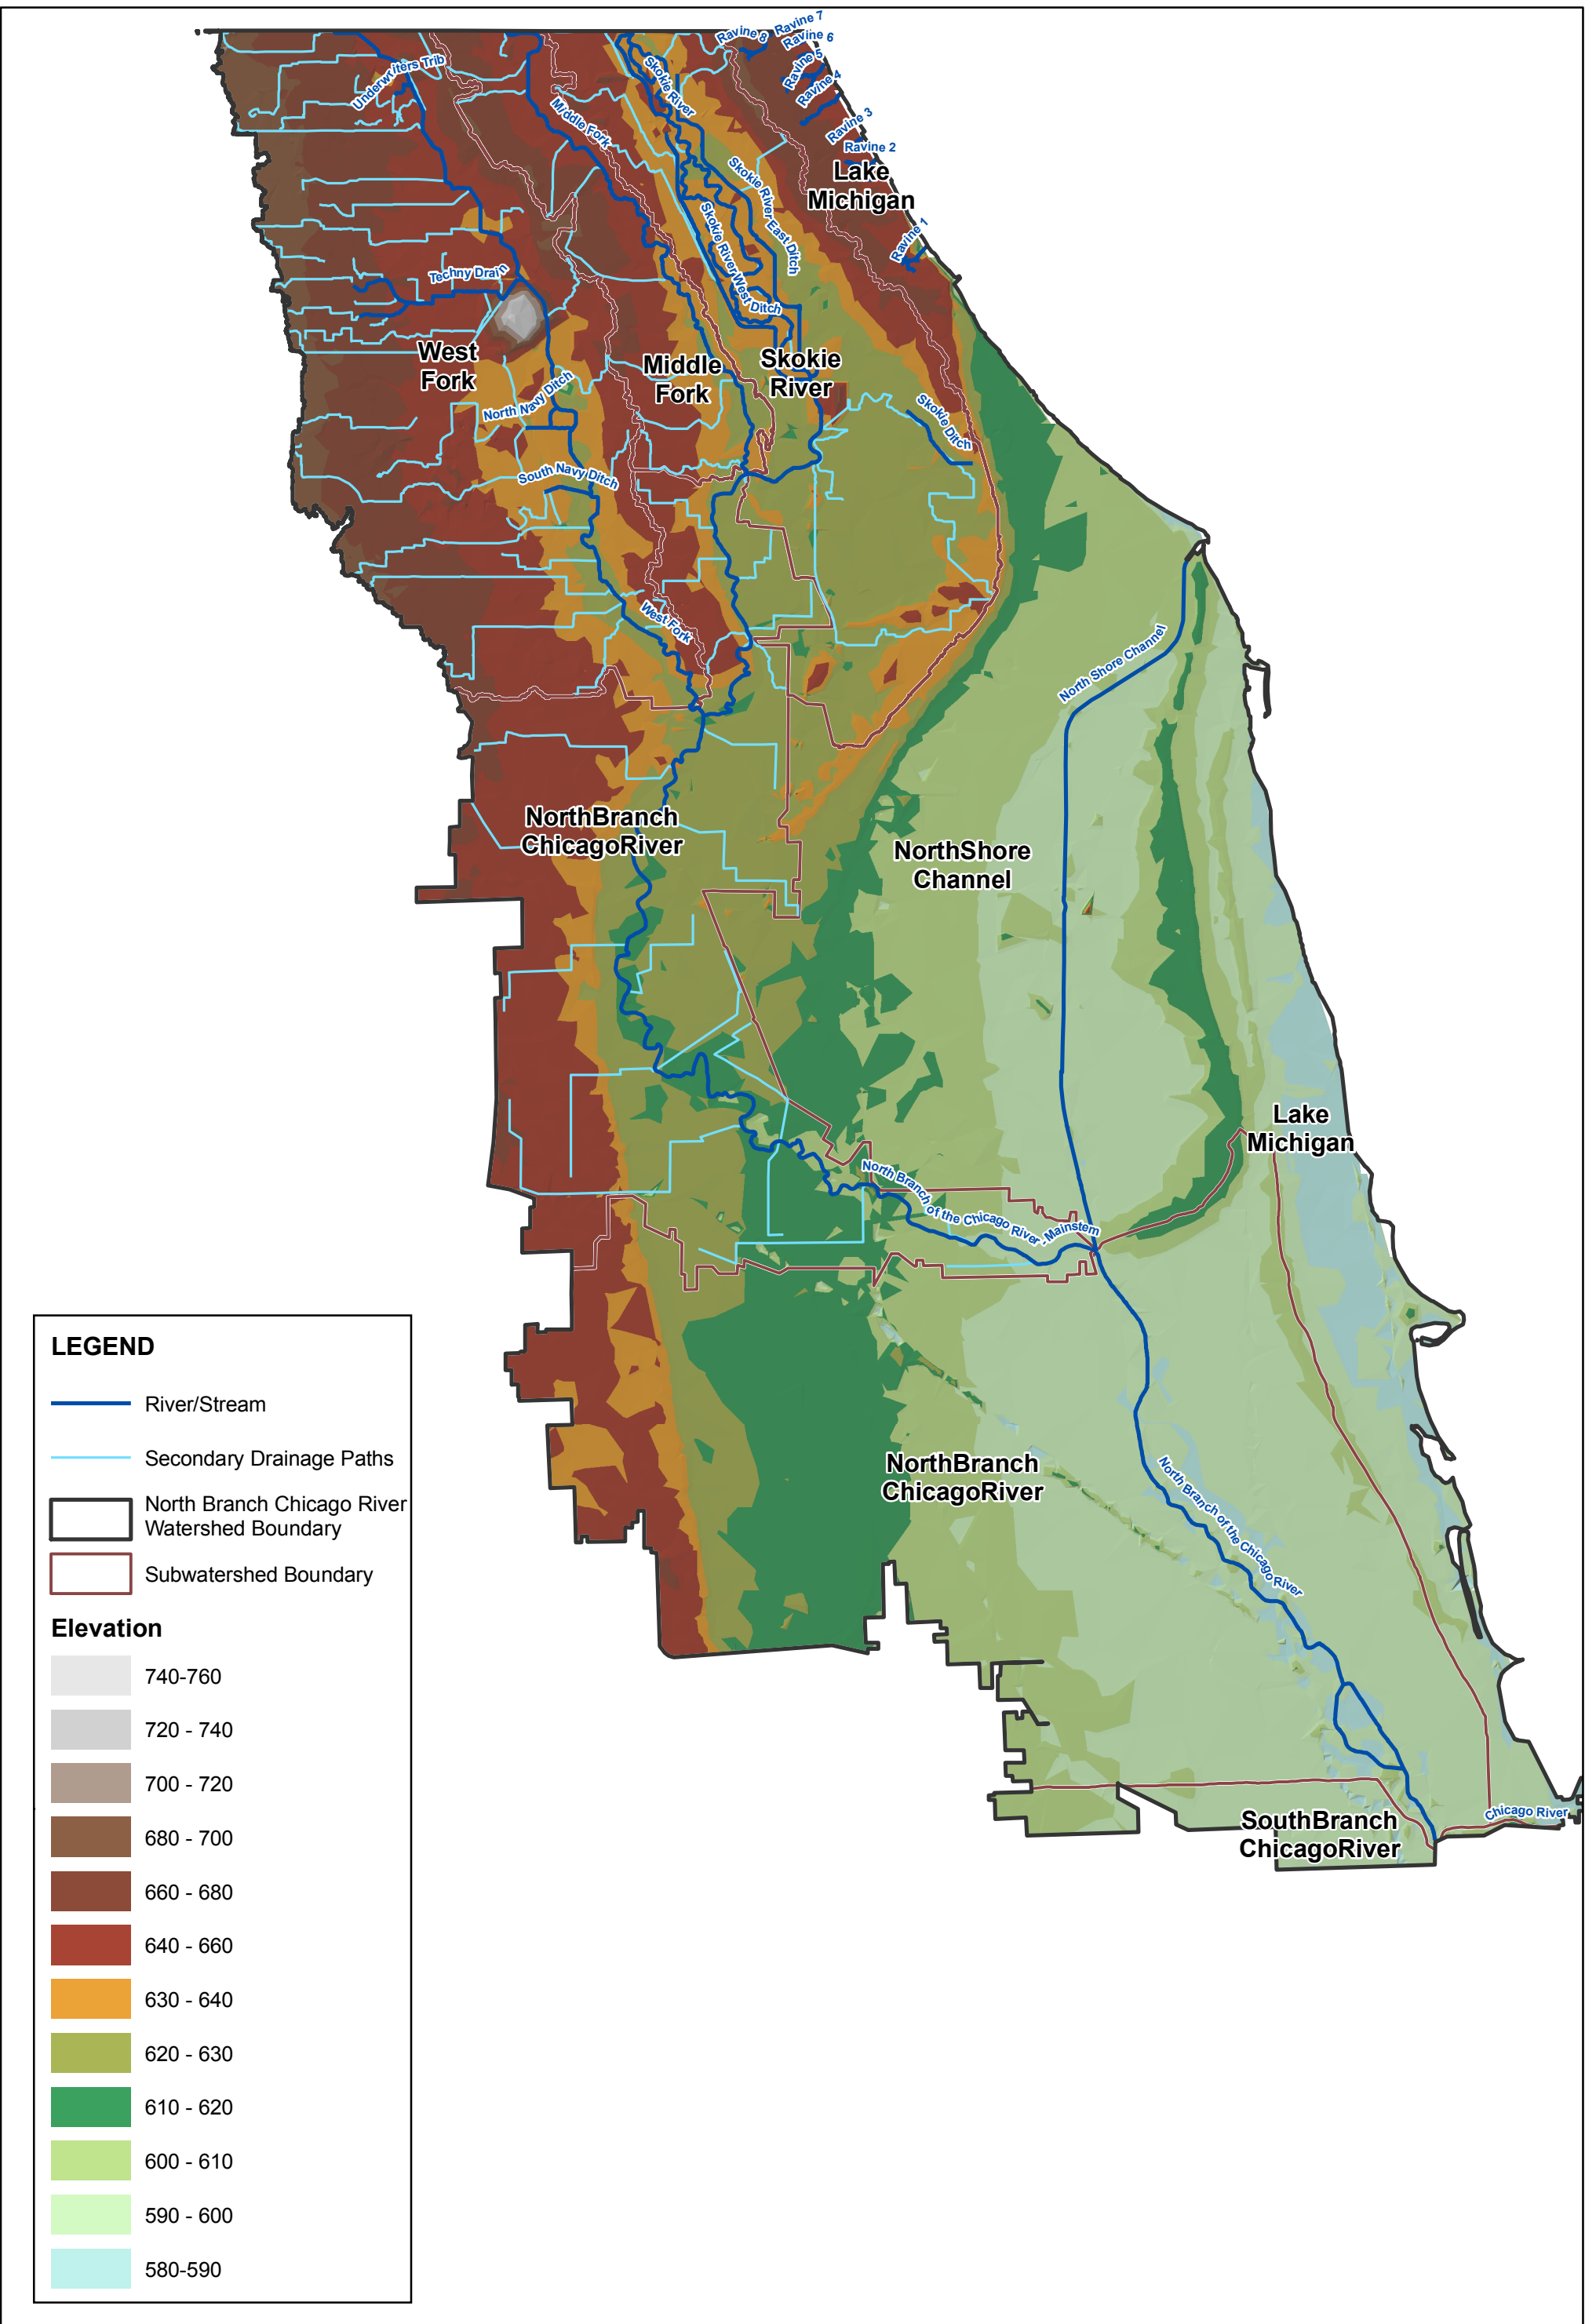 Ravine 8
Ravine 7
Ravine 6
Ravine 5
Ravine 4
Ravine 3
Ravine 2
Lake
Michigan
Ravine 1
Underwriters Trib
Middle Fork
Skokie River
Skokie River East Ditch
Skokie River West Ditch
Techny Drain
West
Fork
Middle
Fork
Skokie
River
North Navy Ditch
Skokie Ditch
South Navy Ditch
West Fork
North Shore Channel
NorthBranch
ChicagoRiver
NorthShore
Channel
Lake
Michigan
North Branch of the Chicago River - Mainstem
NorthBranch
ChicagoRiver
North Branch of the Chicago River
SouthBranch
ChicagoRiver
Chicago River
LEGEND
River/Stream
Secondary Drainage Paths
North Branch Chicago River
Watershed Boundary
Subwatershed Boundary
Elevation
740-760
720 - 740
700 - 720
680 - 700
660 - 680
640 - 660
630 - 640
620 - 630
610 - 620
600 - 610
590 - 600
580-590